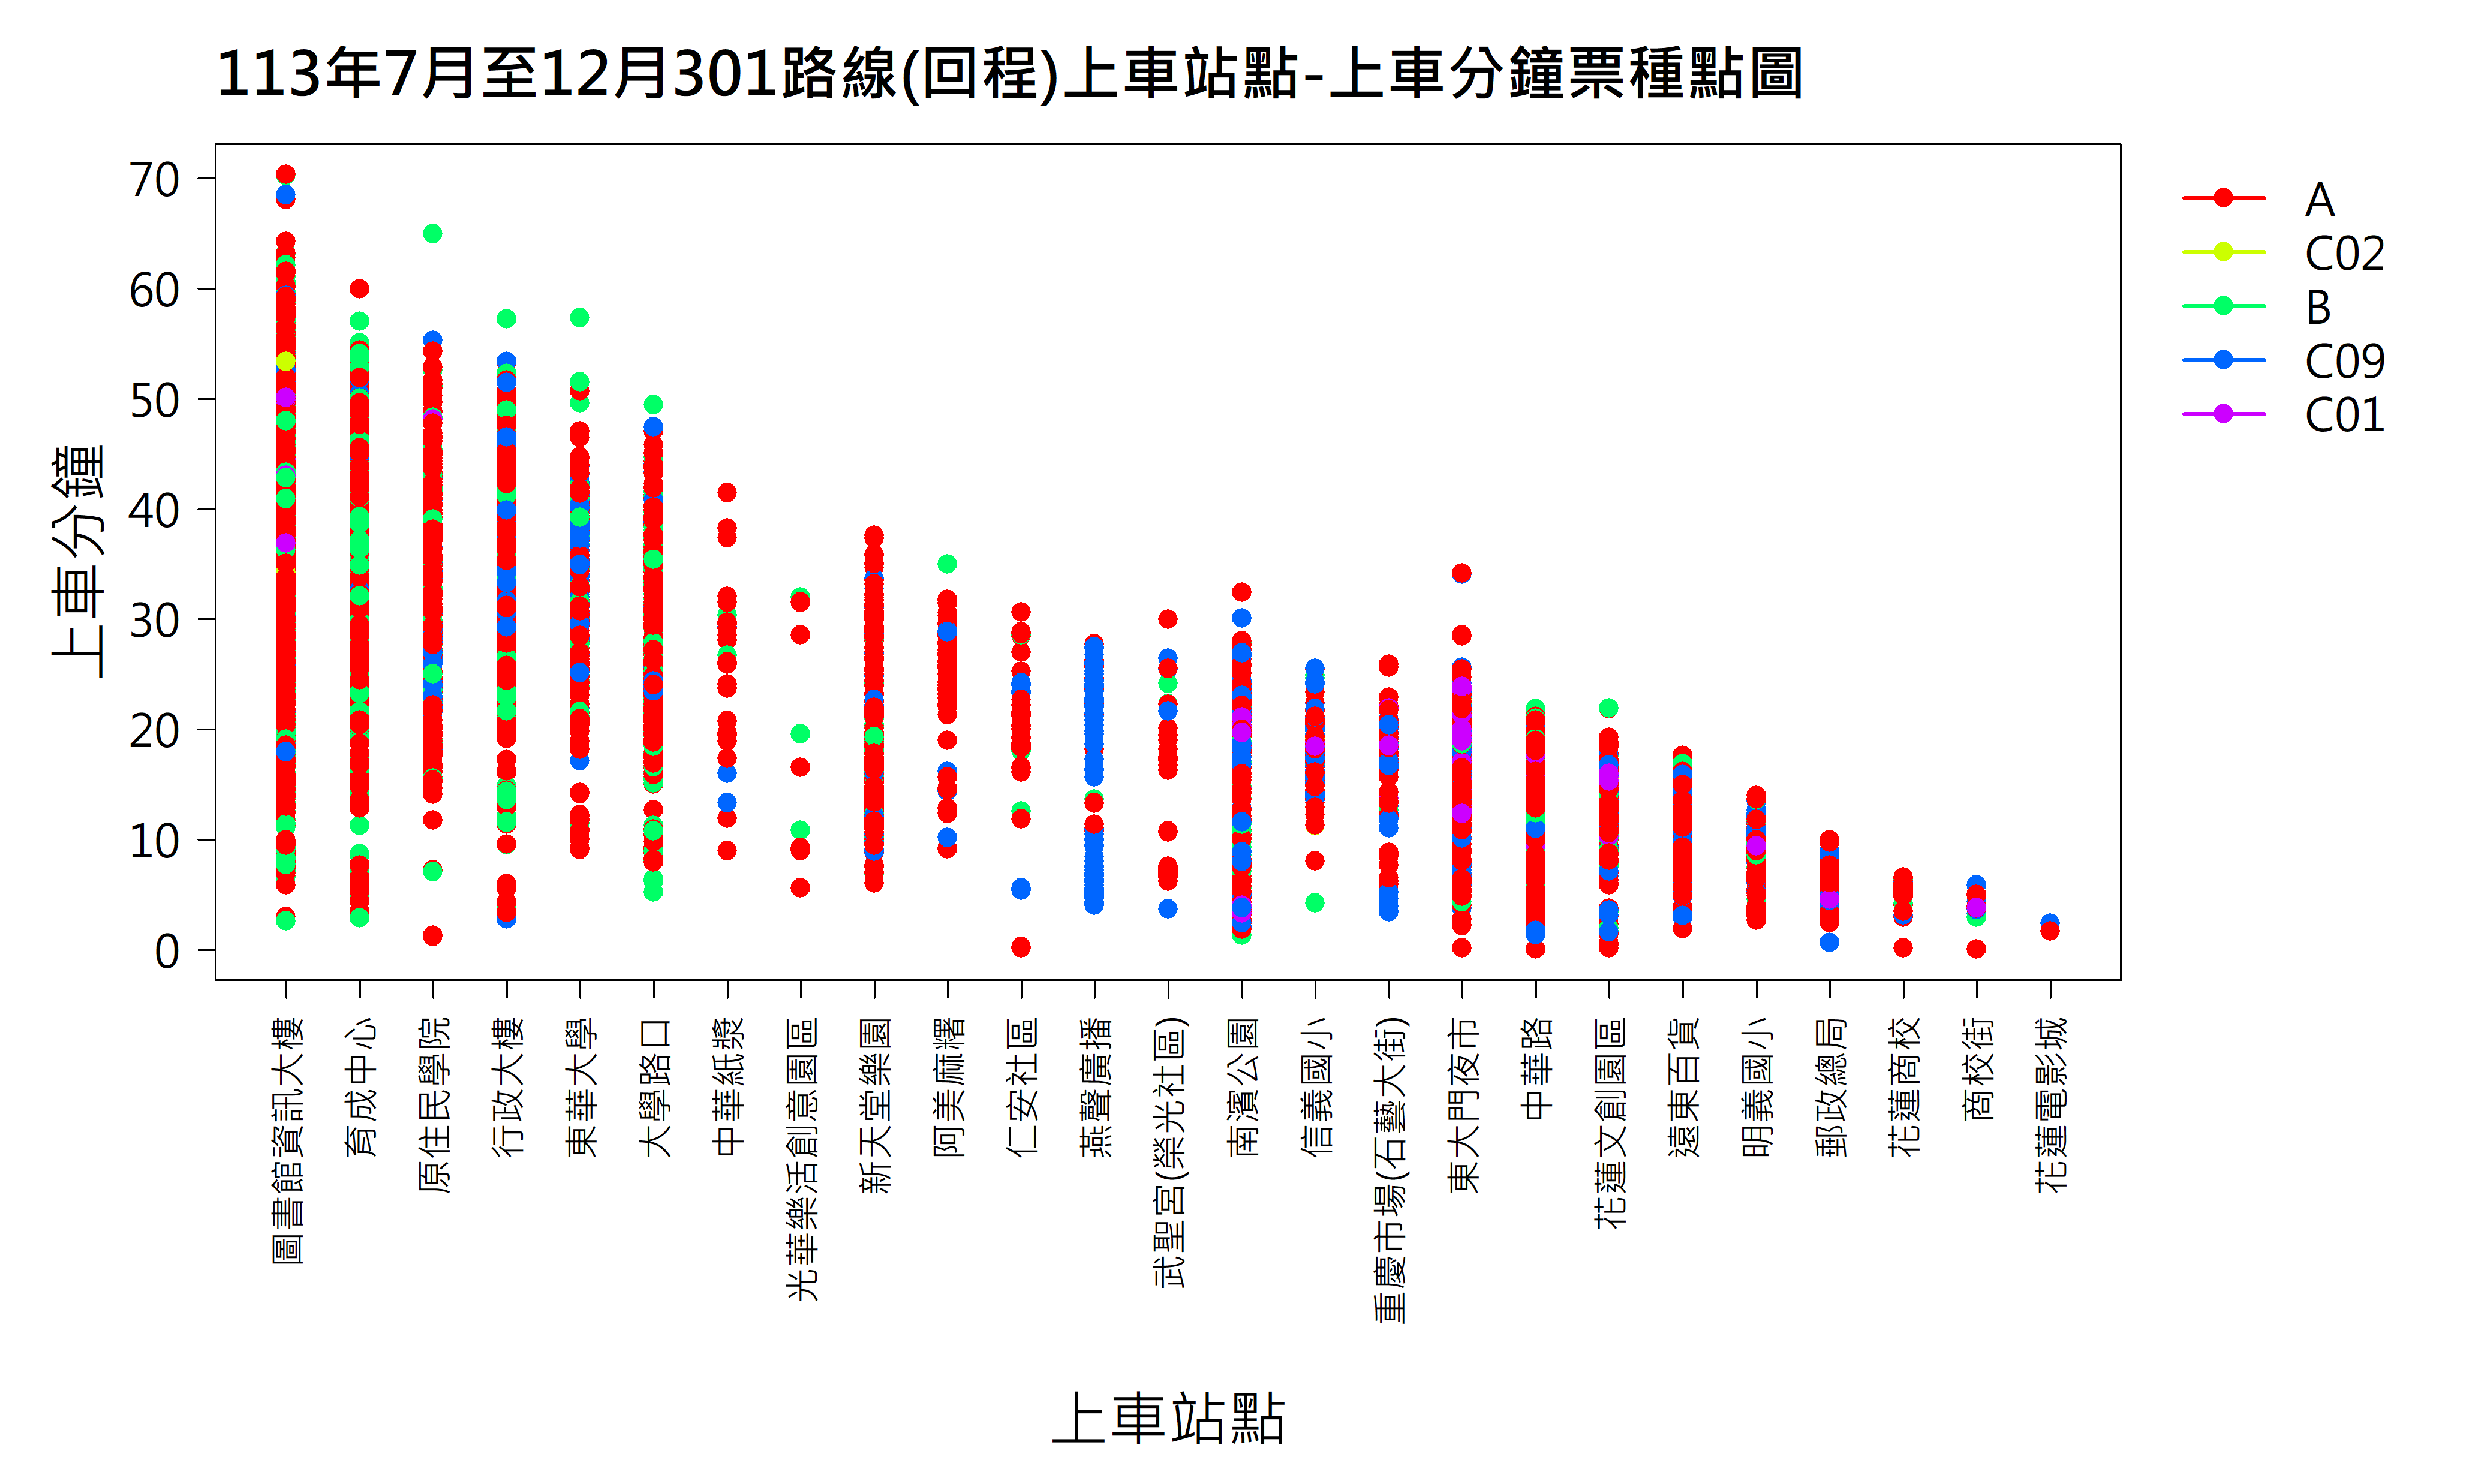 113年7月至12月301路線(回程)上車站點-上車分鐘票種點圖
70
60
50
40
30
20
10
0
上車分鐘
A
C02
B
C09
C01
圖書館資訊大樓
育成中心
原住民學院
行政大樓
東華大學
大學路口
中華紙漿
光華樂活創意園區
新天堂樂園
阿美麻糬
仁安社區
燕聲廣播
武聖宮(榮光社區)
南濱公園
信義國小
重慶市場(石藝大街)
東大門夜市
中華路
花蓮文創園區
遠東百貨
明義國小
郵政總局
花蓮商校
商校街
花蓮電影城
上車站點